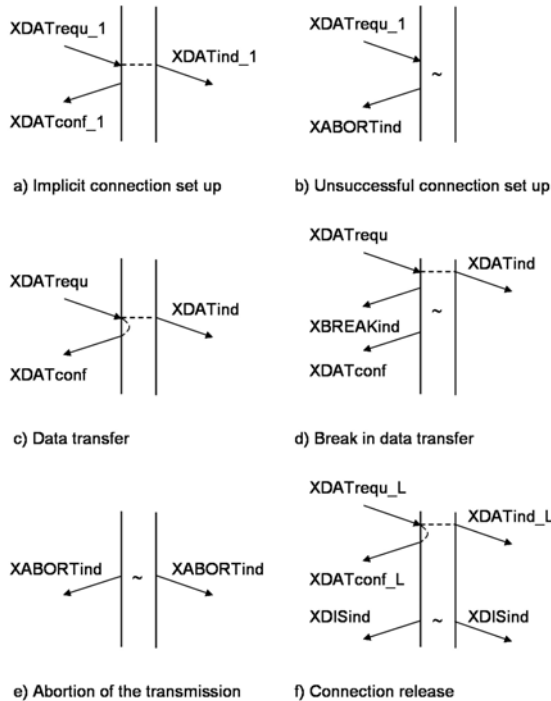 XDATrequ_1
XDATind_1
XDATconf_1
a) Implicit connection set up
XDATrequ_1
~
XABORTind
b) Unsuccessful connection set up
XDATrequ
XDATind
XDATconf
c) Data transfer
XDATrequ
XDATind
XBREAKind
~
XDATconf
d) Break in data transfer
XABORTind
~
XABORTind
e) Abortion of the transmission
XDATrequ_L
XDATind_L
XDATconf_L
XDISind
~
XDISind
f) Connection release